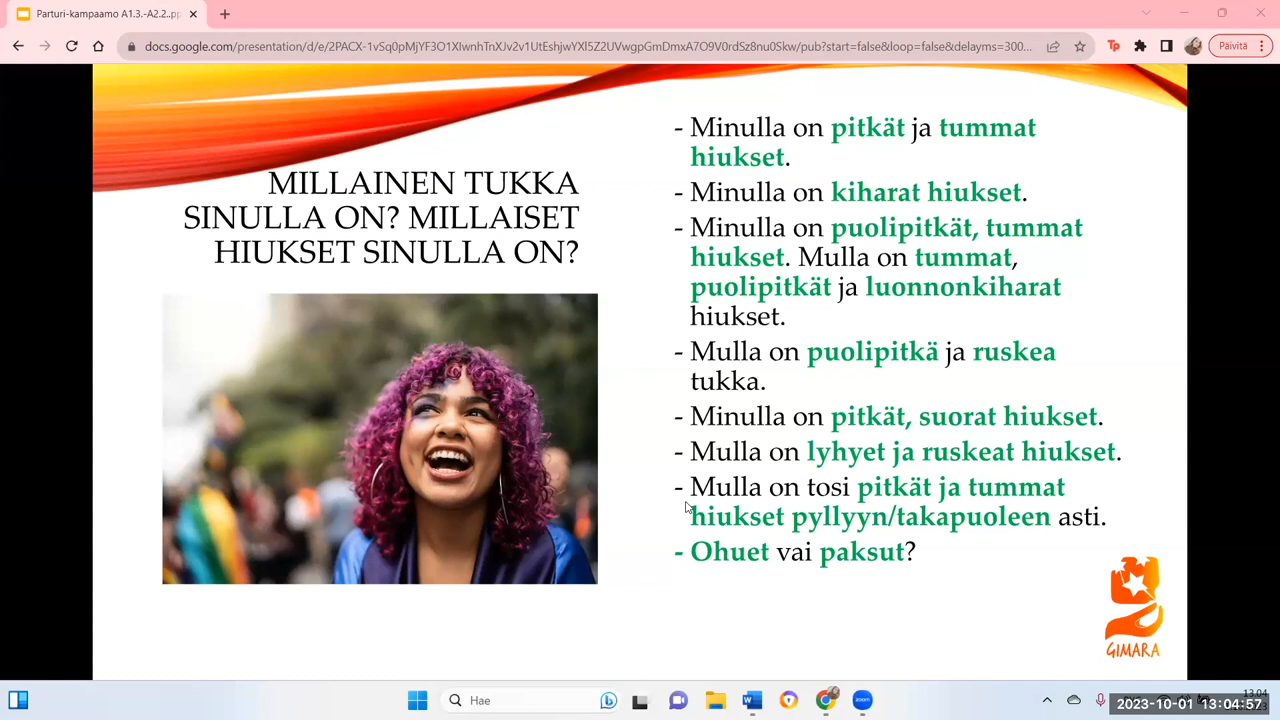 Parturi-kampaamo A1.3.-A2.2..pp
docs.google.com/presentation/d/e/2PACX-1vSq0pMgYF3O1XIwnhTnXJv2v1UtEshjwYXl5Z2UVwgpGmDtxA7O9V0rdSz8nu0Skw/pub?start=false&loop=false&delayms=300...
Päivitä
MILLAINEN TUKKA
SINULLA ON? MILLAISET
HIUKSET SINULLA ON?
- Minulla on pitkät ja tummat
hiukset.
- Minulla on kiharat hiukset.
- Minulla on puolipitkät, tummat
hiukset. Mulla on tummat,
puolipitkät ja luonnonkiharat
hiukset.
- Mulla on puolipitkä ja ruskea
tukka.
- Minulla on pitkät, suorat hiukset.
- Mulla on lyhyet ja ruskeat hiukset.
- Mulla on tosi pitkät ja tummat
hiukset pyllyyn/takapuoleen asti.
- Ohuet vai paksut?
GIMARA
Hae
13.04
2023-10-01 13:04:57